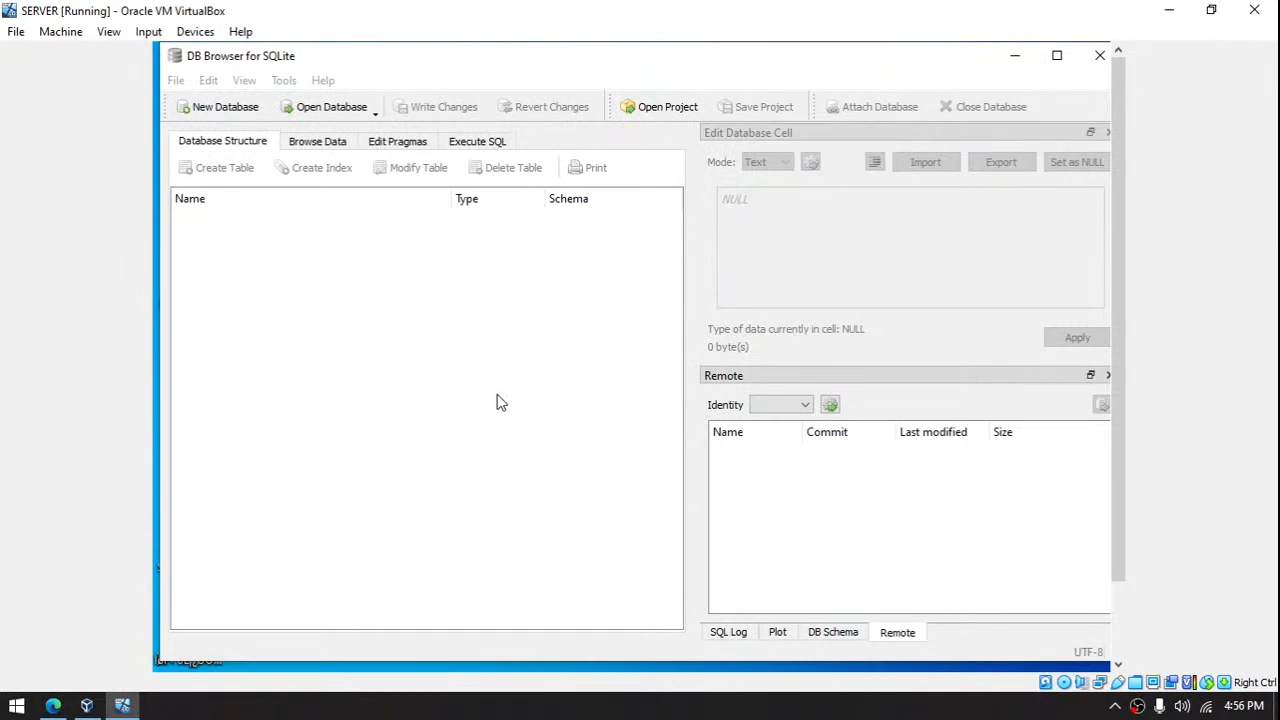 SERVER [Running] - Oracle VM VirtualBox
File Machine View Input Devices Help
DB Browser for SQLite
File Edit View Tools Help
New Database Open Database Write Changes Revert Changes Open Project Save Project Attach Database Close Database
Database Structure Browse Data Edit Pragmas Execute SQL
Create Table Create Index Modify Table Delete Table Print
Name Type Schema
Edit Database Cell
Mode: Text Import Export Set as NULL
NULL
Type of data currently in cell: NULL
0 byte(s)
Apply
Remote
Identity
Name Commit Last modified Size
SQL Log Plot DB Schema Remote
UTF-8
Right Ctrl
4:56 PM